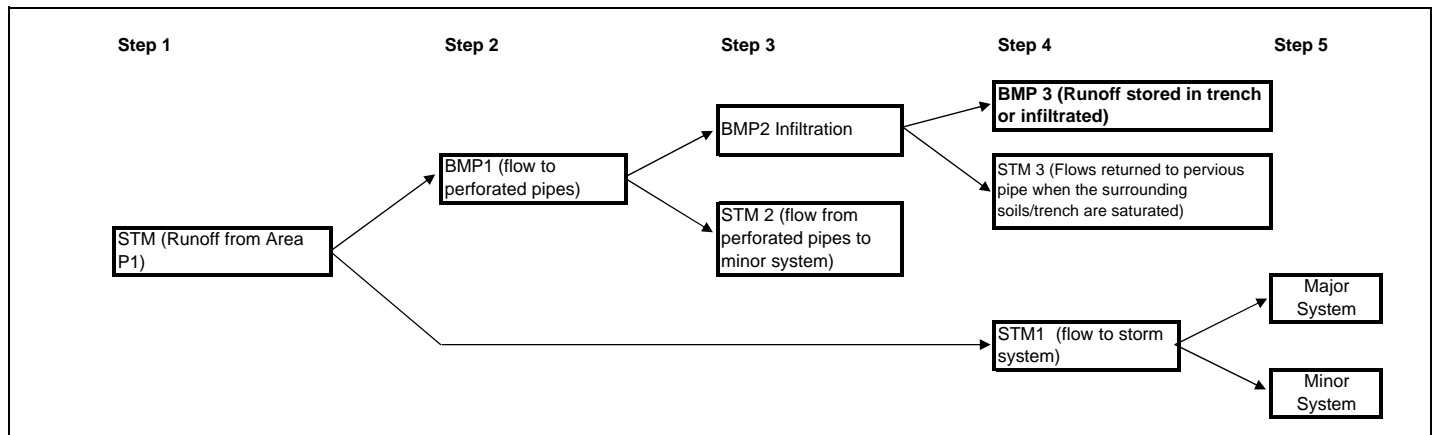 Step 1
Step 2
Step 3
Step 4
Step 5
STM (Runoff from Area
P1)
BMP1 (flow to
perforated pipes)
BMP2 Infiltration
STM 2 (flow from
perforated pipes to
minor system)
BMP 3 (Runoff stored in trench
or infiltrated)
STM 3 (Flows returned to pervious
pipe when the surrounding
soils/trench are saturated)
STM1 (flow to storm
system)
Major
System
Minor
System